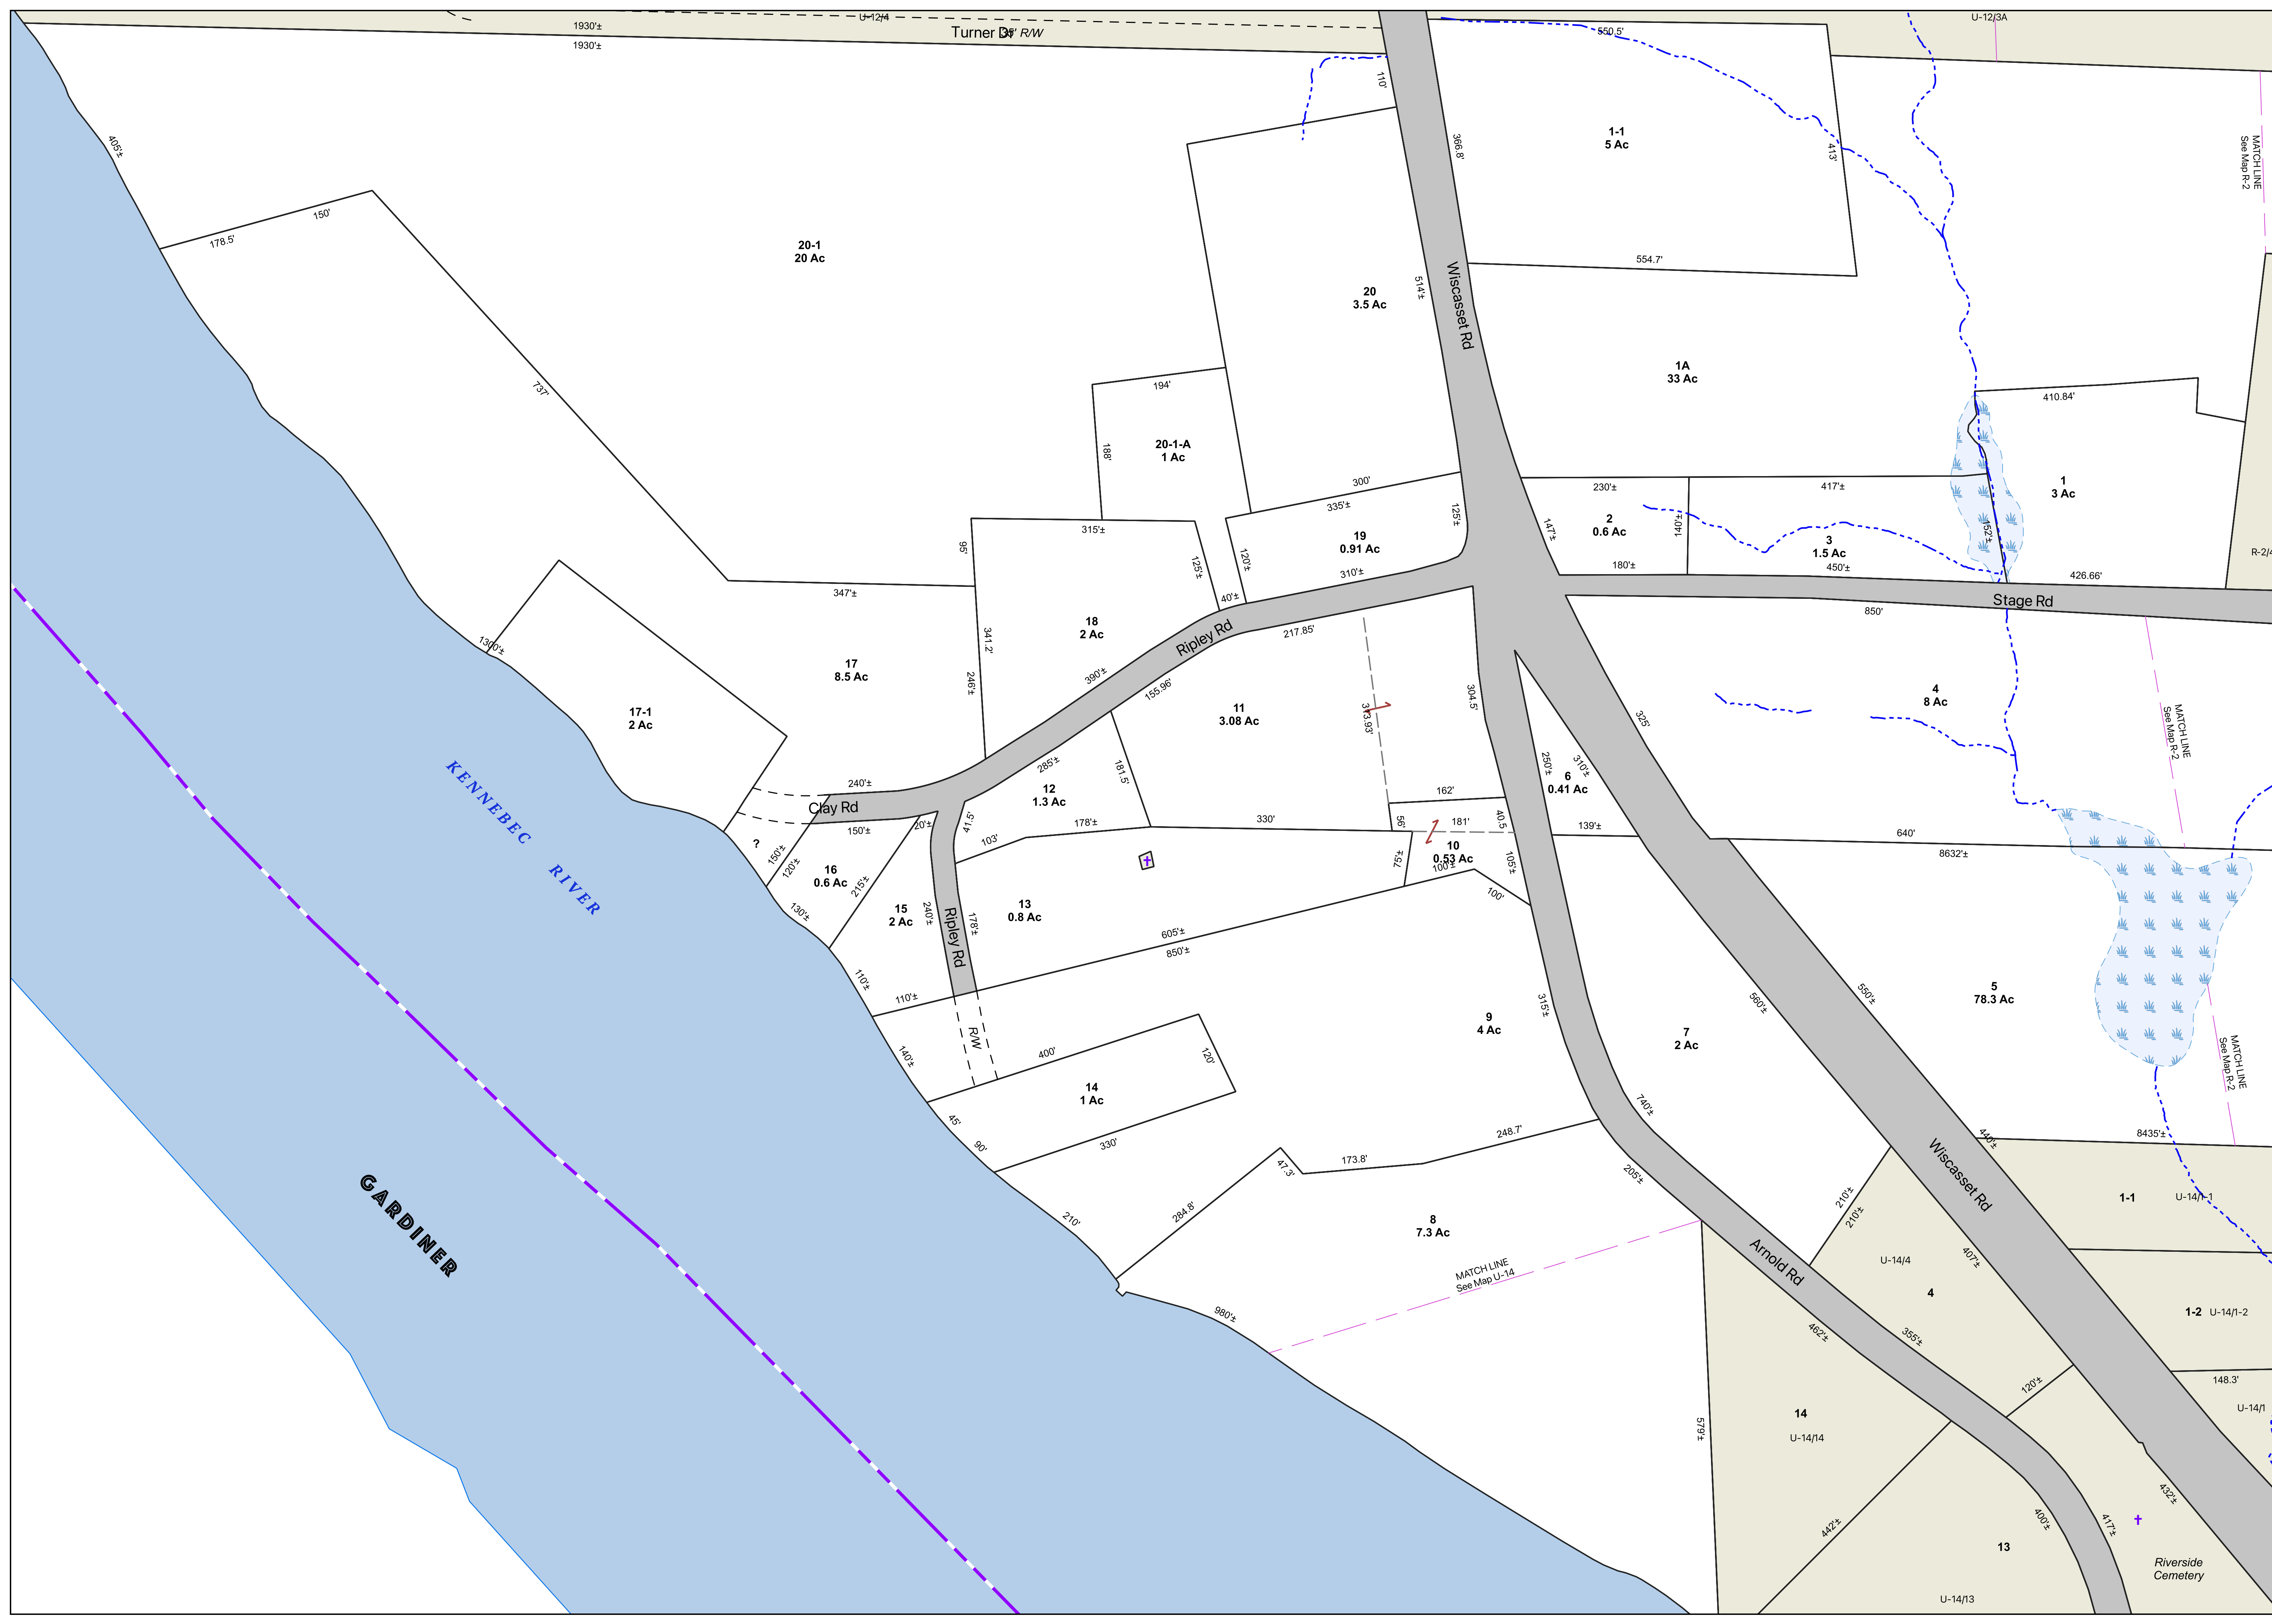 U-12/4
U-12/3A
1930'±
Turner Dr
35' R/W
1930'±
550.5'
110'
405'±
366.8'
1-1
5 Ac
413'
MATCH LINE
See Map R-2
150'
178.5'
20-1
20 Ac
554.7'
20
3.5 Ac
514'±
Wiscasset Rd
1A
33 Ac
737'
194'
410.84'
188'
20-1-A
1 Ac
300'
335'±
125'±
230'±
417'±
1
3 Ac
315'±
95'
125'±
120'±
19
0.91 Ac
310'±
147'±
2
0.6 Ac
140'±
3
1.5 Ac
152'±
R-2/4
180'±
450'±
426.66'
347'±
40'±
Stage Rd
850'
341.2'
18
2 Ac
Ripley Rd
217.85'
1300'±
17
8.5 Ac
246'±
390'±
155.96'
304.5'
4
8 Ac
17-1
2 Ac
11
3.08 Ac
393.93'
325'
MATCH LINE
See Map R-2
KENNEBEC RIVER
240'±
285'±
181.5'
250'±
310'±
6
0.41 Ac
12
1.3 Ac
162'
Clay Rd
150'±
20'±
41.5'
178'±
330'
56'
181'
40.5
139'±
640'
8632'±
103'
?
150'±
120'±
16
0.6 Ac
215'±
10
0.53 Ac
75'±
100'±
105'±
100'
130'±
15
2 Ac
240'±
Ripley Rd
178'±
13
0.8 Ac
605'±
850'±
110'±
110'±
R/W
5
78.3 Ac
550'±
560'±
315'±
9
4 Ac
7
2 Ac
140'±
400'
120'
MATCH LINE
See Map R-2
14
1 Ac
45'
90'
330'
740'±
248.7'
173.8'
47.3'
205'±
440'±
8435'±
Wiscasset Rd
GARDINER
284.8'
210'
8
7.3 Ac
210'±
210'±
1-1
U-14/1-1
MATCH LINE
See Map U-14
Arnold Rd
U-14/4
407'±
4
980'±
1-2
U-14/1-2
462'±
355'±
120'±
148.3'
14
U-14/14
U-14/1
579'±
442'±
400'±
417'±
432'±
13
Riverside
Cemetery
U-14/13